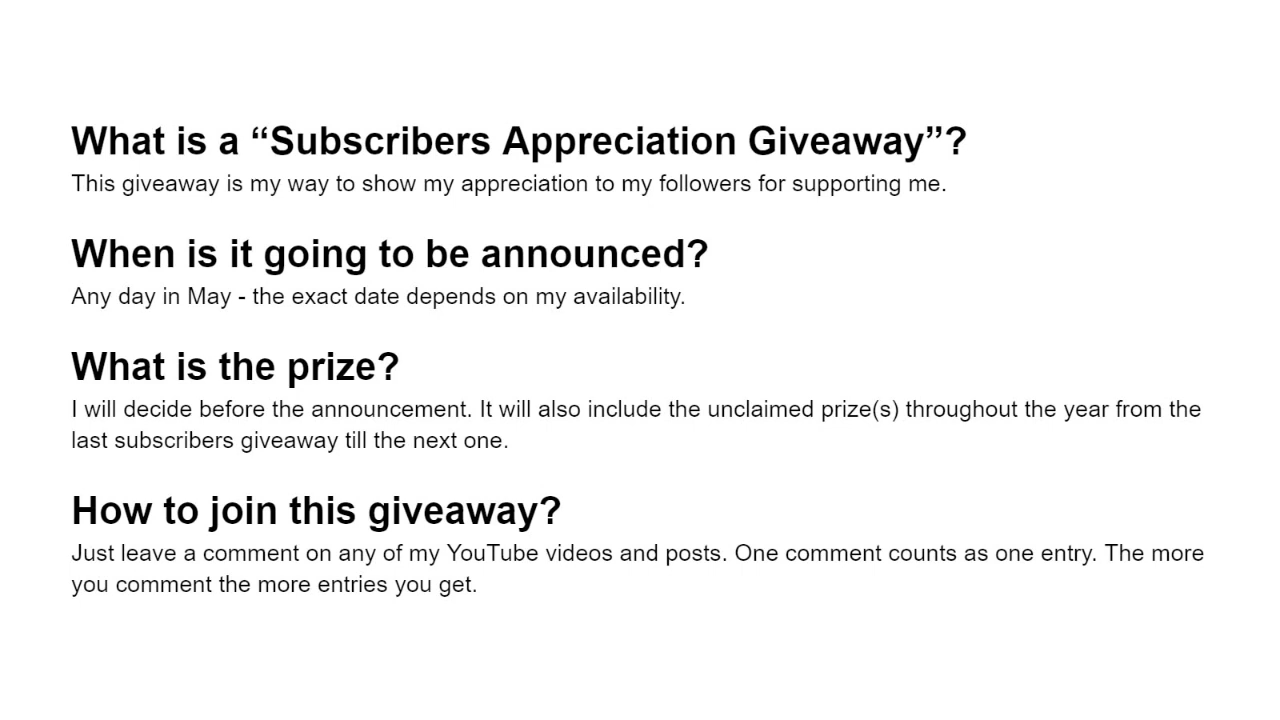 What is a “Subscribers Appreciation Giveaway”?
This giveaway is my way to show my appreciation to my followers for supporting me.
When is it going to be announced?
Any day in May - the exact date depends on my availability.
What is the prize?
I will decide before the announcement. It will also include the unclaimed prize(s) throughout the year from the
last subscribers giveaway till the next one.
How to join this giveaway?
Just leave a comment on any of my YouTube videos and posts. One comment counts as one entry. The more
you comment the more entries you get.